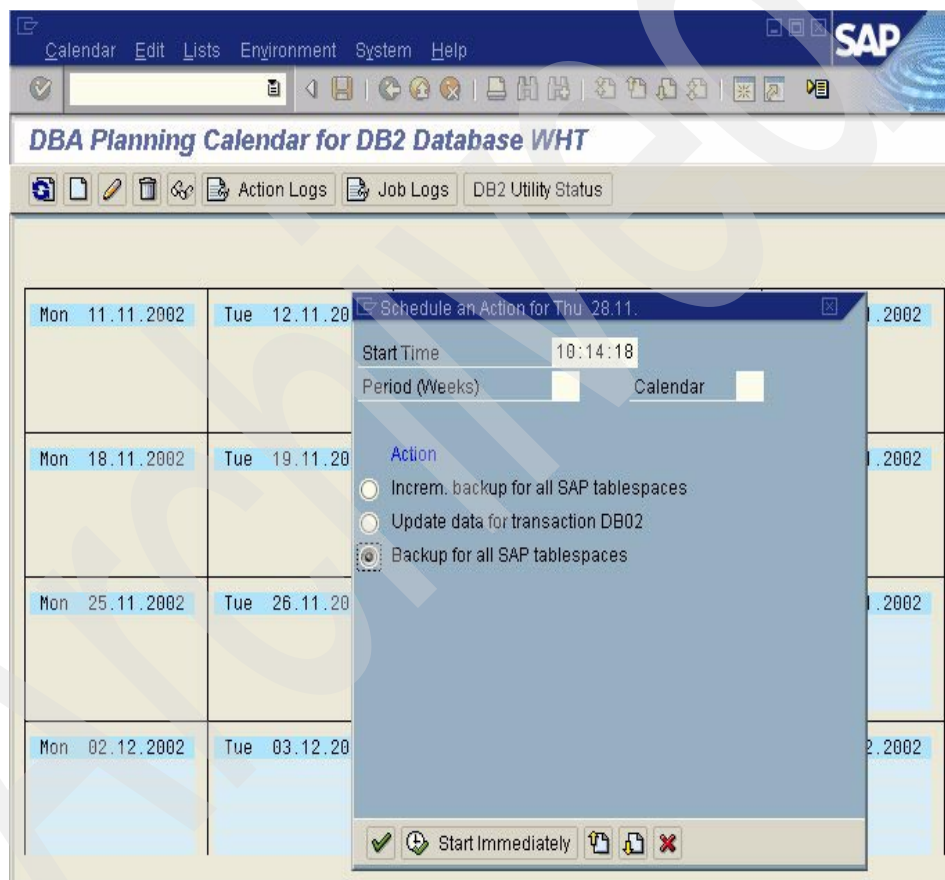 Calendar Edit Lists Environment System Help
SAP
DBA Planning Calendar for DB2 Database WHT
Action Logs Job Logs DB2 Utility Status
Mon 11.11.2002 Tue 12.11.20 .2002
Schedule an Action for Thu 28.11.
Start Time 10:14:18
Period (Weeks) Calendar
Mon 18.11.2002 Tue 19.11.20 .2002
Action
Increm. backup for all SAP tablespaces
Update data for transaction DB02
Backup for all SAP tablespaces
Mon 25.11.2002 Tue 26.11.20 .2002
Mon 02.12.2002 Tue 03.12.20 2.2002
Start Immediately
Archived